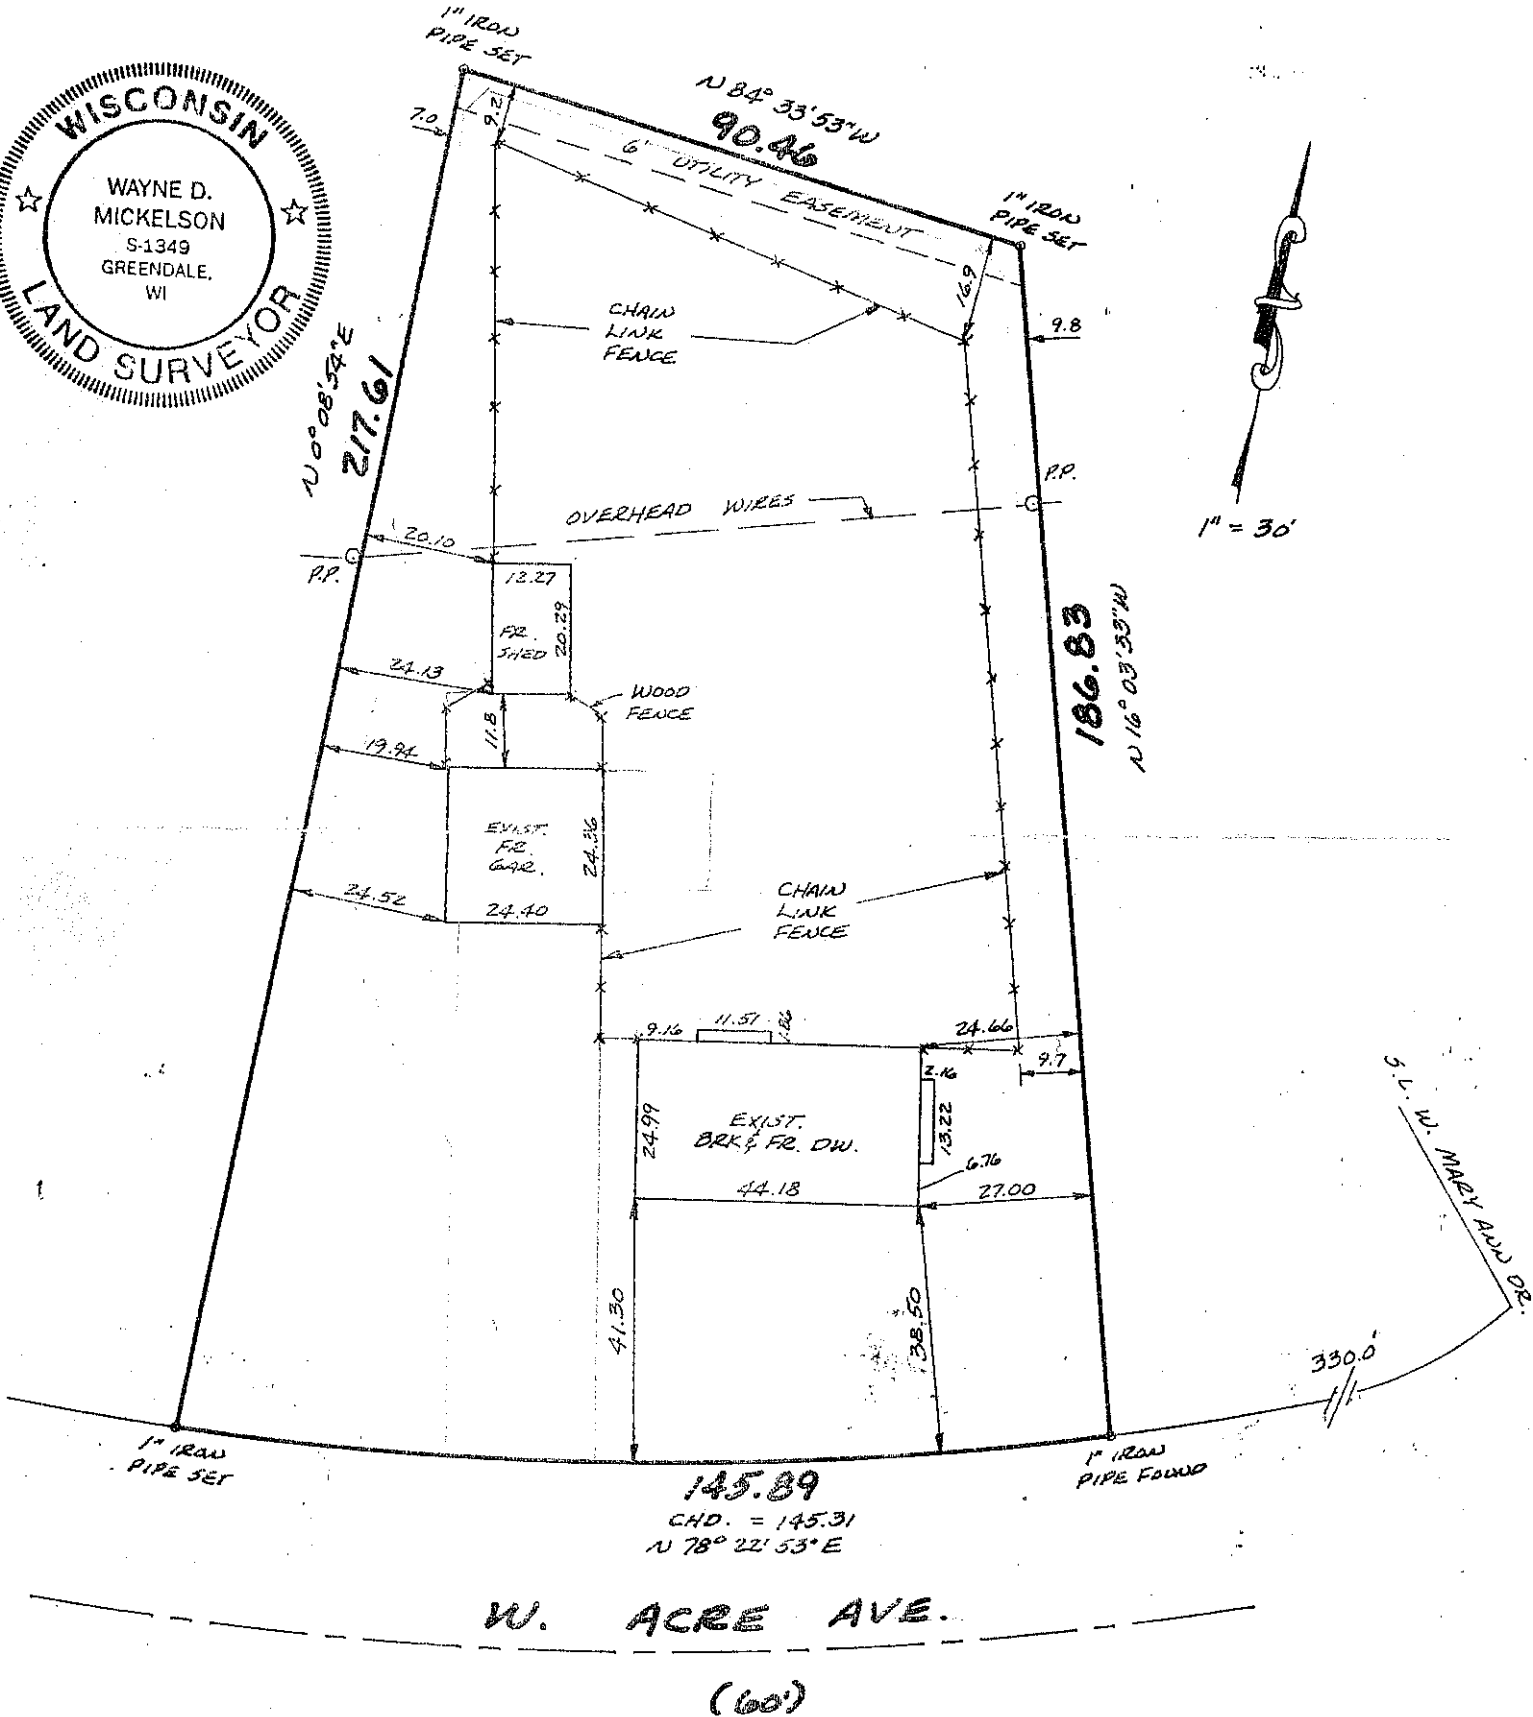 1" IRON
PIPE SET
WISCONSIN
WAYNE D.
MICKELSON
S-1349
GREENDALE,
WI
LAND SURVEYOR
N 84° 33' 53" W
90.46
7.0
9.2
6' UTILITY EASEMENT
1" IRON
PIPE SET
16.9
9.8
CHAIN
LINK
FENCE
N 0° 08' 54" E
217.61
P.P.
OVERHEAD WIRES
1" = 30'
20.10
P.P.
12.27
20.29
FR.
SHED
186.83
N 16° 03' 53" W
24.13
WOOD
FENCE
11.8
19.94
EXIST.
FR.
GAR.
24.36
24.52
24.40
CHAIN
LINK
FENCE
9.16
11.51
1.86
24.66
9.7
2.16
24.99
EXIST.
BRK & FR. DW.
13.22
6.76
44.18
27.00
S.L. W. MARY ANN DR.
41.30
38.50
330.0'
1" IRON
PIPE SET
1" IRON
PIPE FOUND
145.89
CHD. = 145.31
N 78° 22' 53" E
W. ACRE AVE.
(60')